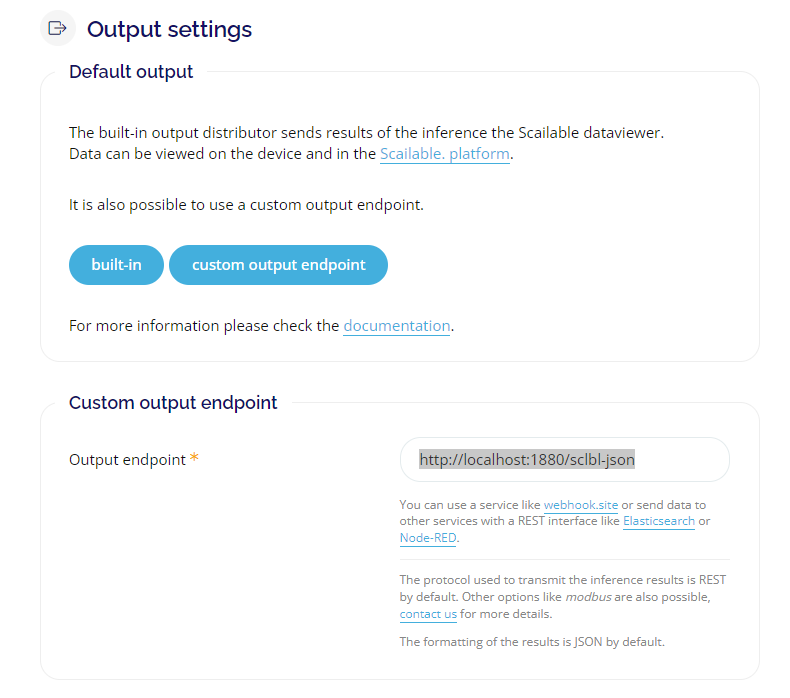 Output settings
Default output
The built-in output distributor sends results of the inference the Scailable dataviewer.
Data can be viewed on the device and in the Scailable. platform.
It is also possible to use a custom output endpoint.
built-in custom output endpoint
For more information please check the documentation.
Custom output endpoint
Output endpoint *
http://localhost:1880/sclbl-json
You can use a service like webhook.site or send data to
other services with a REST interface like Elasticsearch or
Node-RED.
The protocol used to transmit the inference results is REST
by default. Other options like modbus are also possible,
contact us for more details.
The formatting of the results is JSON by default.